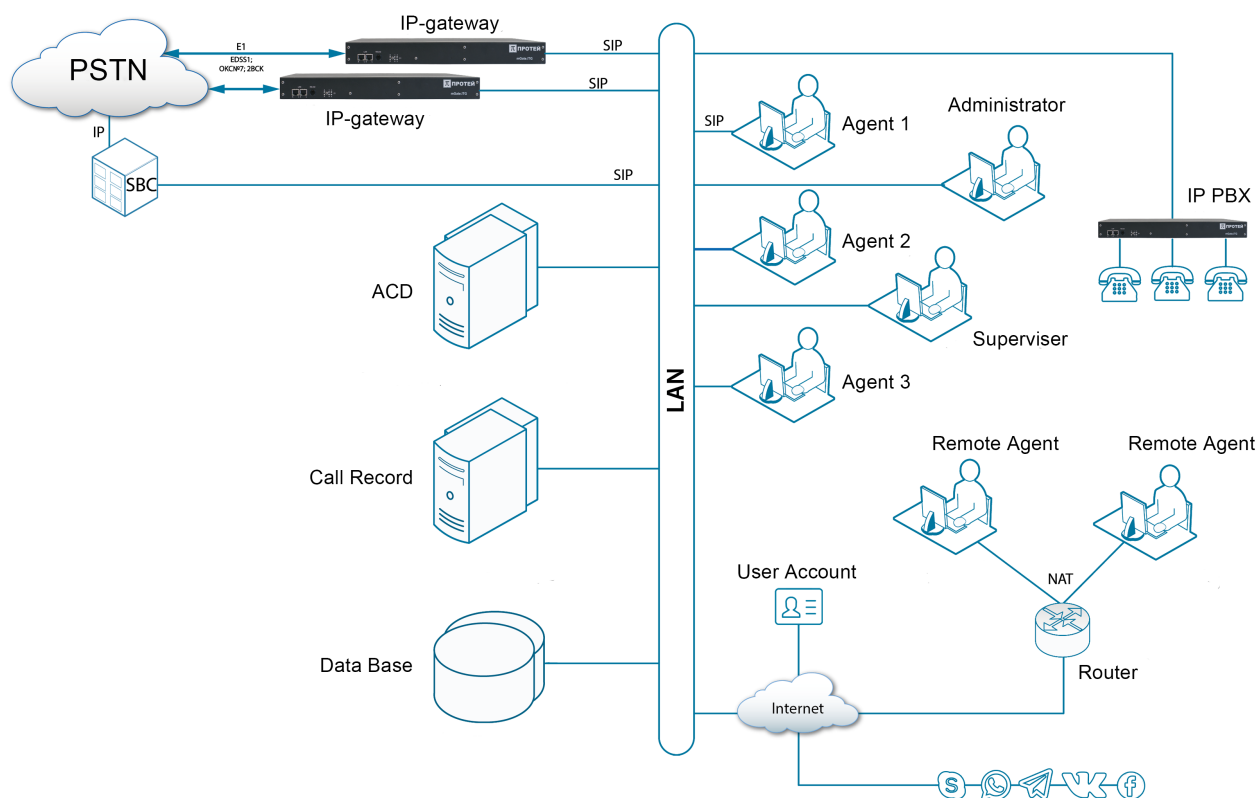 IP-gateway
E1
SIP
ПРОТЕЙ
PSTN
EDSS1;
ОКС№7; 2ВСК
ПРОТЕЙ
SIP
IP-gateway
IP
SBC
SIP
SIP
Agent 1
Administrator
IP PBX
ПРОТЕЙ
Agent 2
ACD
Superviser
LAN
Agent 3
Remote Agent
Remote Agent
Call Record
NAT
User Account
Data Base
Router
Internet